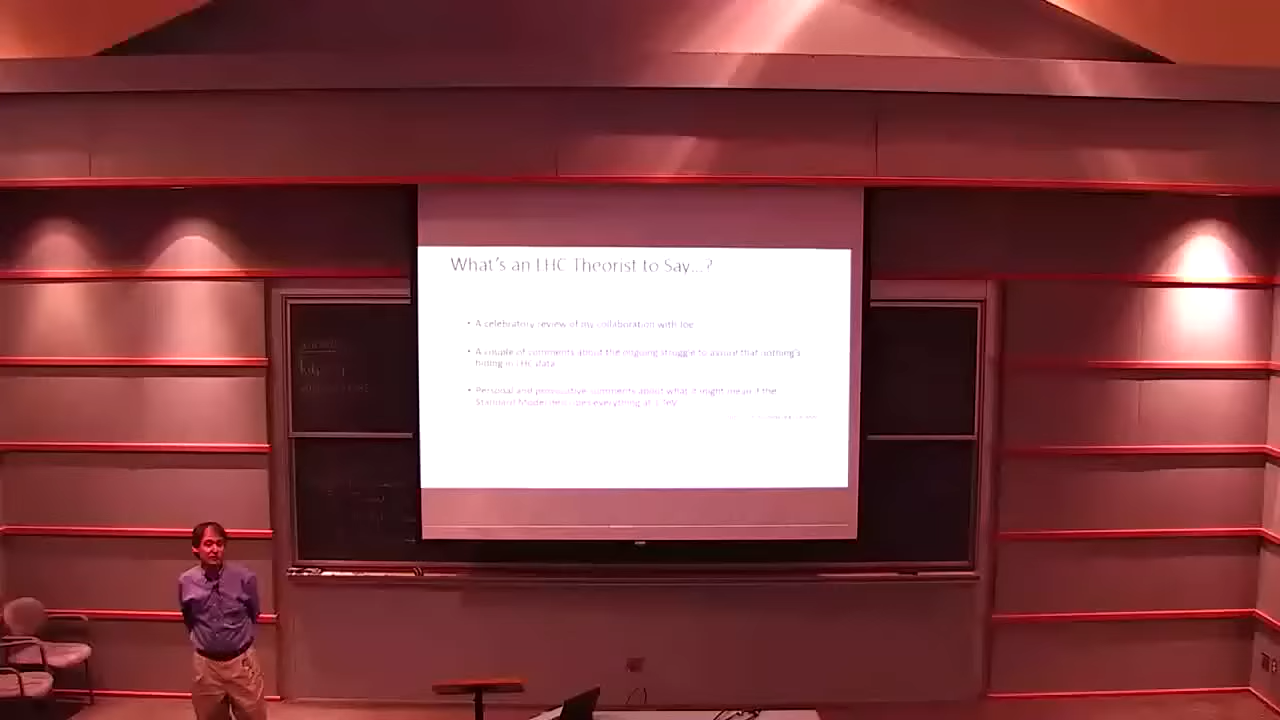 What's an LHC Theorist to Say...?
• A celebratory review of my collaboration with Joe
• A couple of comments about the ongoing struggle to assure that nothing's
hiding in LHC data
• Personal and provocative comments about what it might mean if the
Standard Model describes everything at 1 TeV